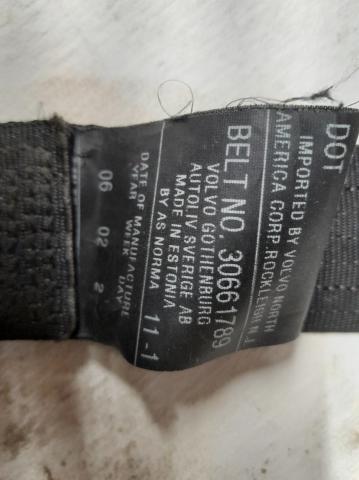 DOT
IMPORTED BY VOLVO NORTH
AMERICA CORP.ROCKLEIGH N.J
BELT NO. 30661789
VOLVO GOTHENBURG
AUTOLIV SVERIGE AB
MADE IN ESTONIA
BY AS NORMA 11-1
DATE OF MANUFACTURE
YEAR WEEK DAY
06 02 2